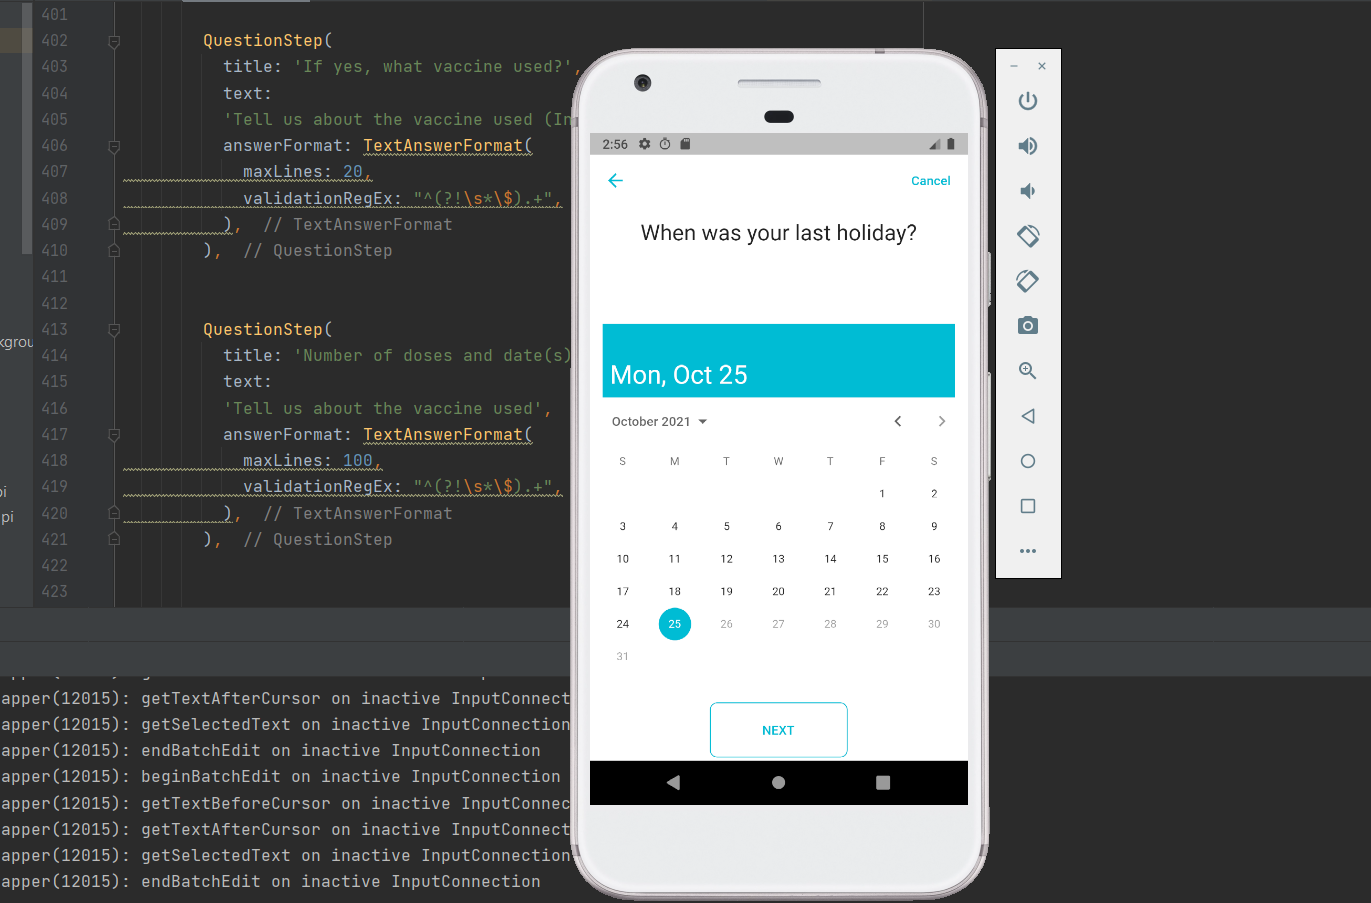 401
402 QuestionStep(
403 title: 'If yes, what vaccine used?',
404 text:
405 'Tell us about the vaccine used (In
406 answerFormat: TextAnswerFormat(
407 maxLines: 20,
408 validationRegEx: "^(?!\s*\$).+",
409 ), // TextAnswerFormat
410 ), // QuestionStep
411
412
413 QuestionStep(
414 title: 'Number of doses and date(s)
415 text:
416 'Tell us about the vaccine used',
417 answerFormat: TextAnswerFormat(
418 maxLines: 100,
419 validationRegEx: "^(?!\s*\$).+",
420 ), // TextAnswerFormat
421 ), // QuestionStep
422
423
kgrou
pi
pi
apper(12015): getTextAfterCursor on inactive InputConnect
apper(12015): getSelectedText on inactive InputConnection
apper(12015): endBatchEdit on inactive InputConnection
apper(12015): beginBatchEdit on inactive InputConnection
apper(12015): getTextBeforeCursor on inactive InputConnec
apper(12015): getTextAfterCursor on inactive InputConnect
apper(12015): getSelectedText on inactive InputConnection
apper(12015): endBatchEdit on inactive InputConnection
2:56
Cancel
When was your last holiday?
Mon, Oct 25
October 2021
S M T W T F S
1 2
3 4 5 6 7 8 9
10 11 12 13 14 15 16
17 18 19 20 21 22 23
24 25 26 27 28 29 30
31
NEXT